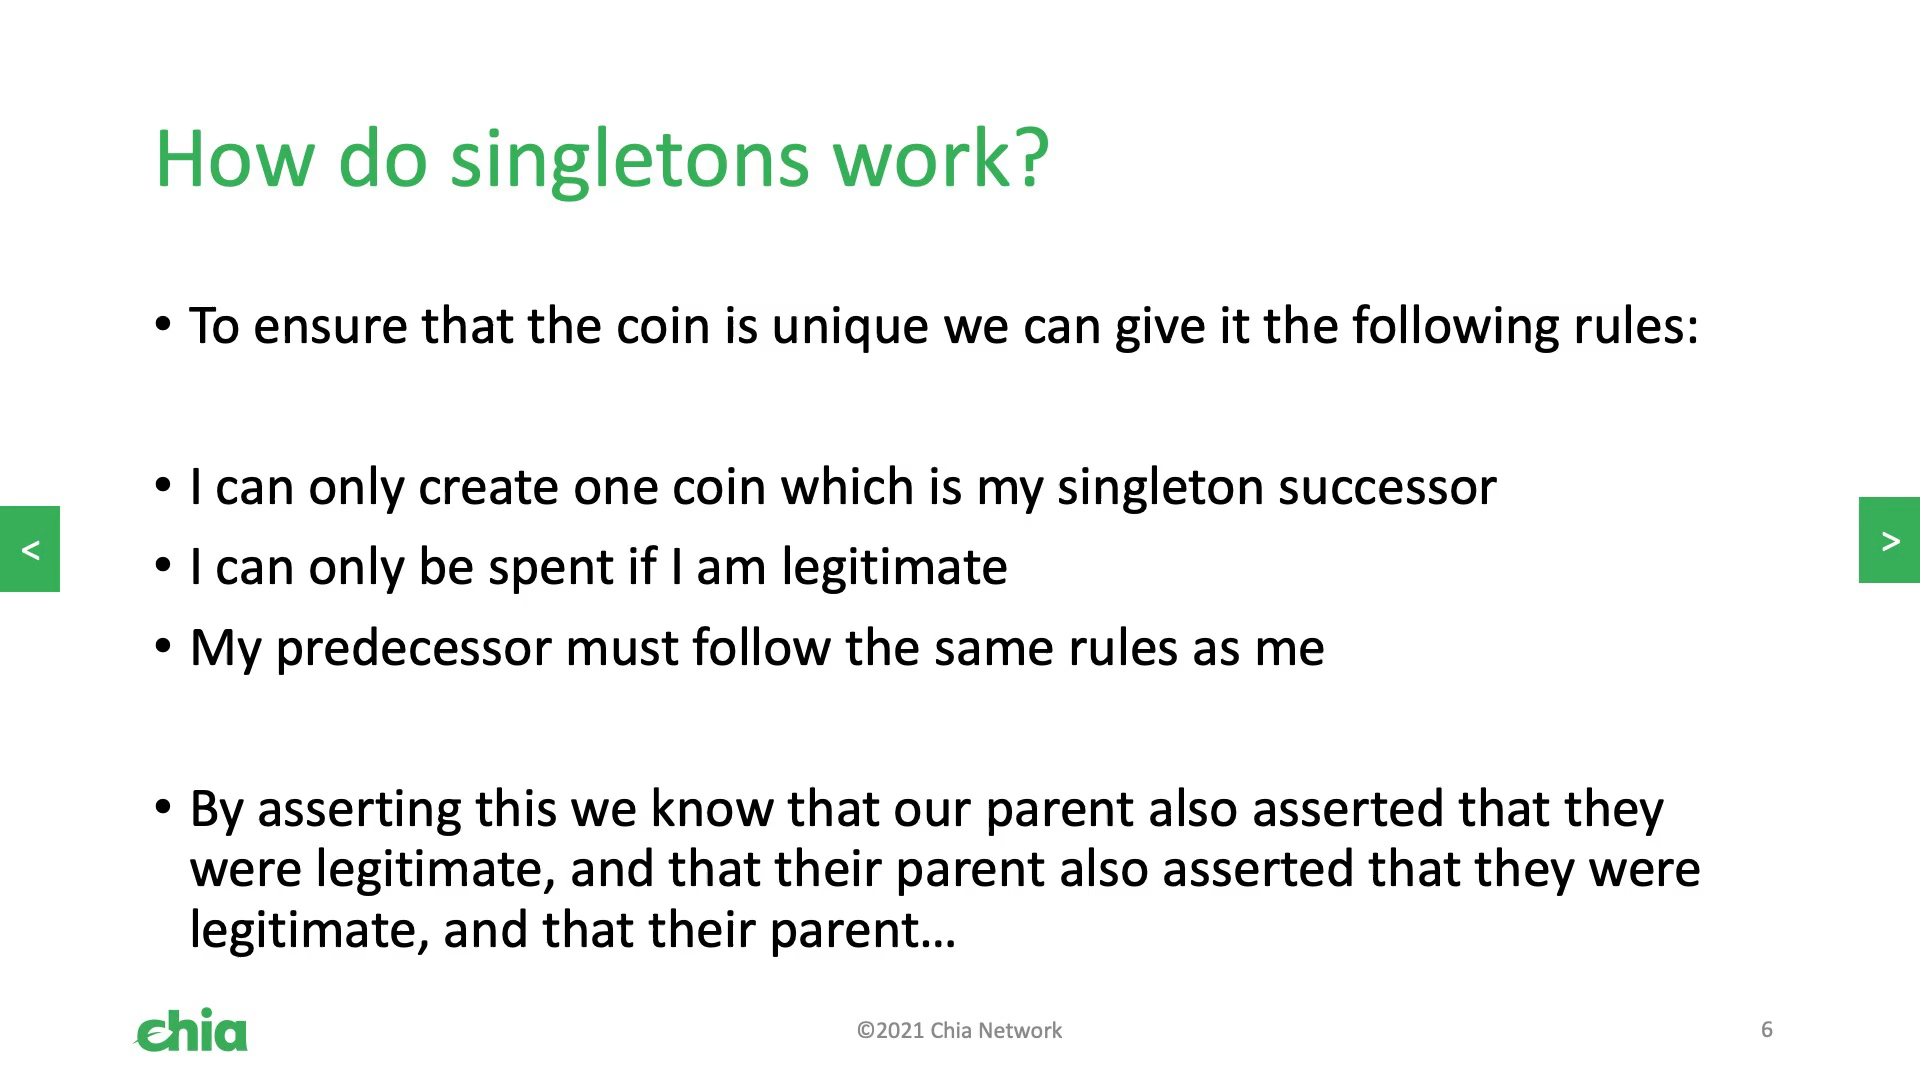 How do singletons work?
• To ensure that the coin is unique we can give it the following rules:
• I can only create one coin which is my singleton successor
• I can only be spent if I am legitimate
• My predecessor must follow the same rules as me
• By asserting this we know that our parent also asserted that they
were legitimate, and that their parent also asserted that they were
legitimate, and that their parent…
<
>
chia
©2021 Chia Network
6